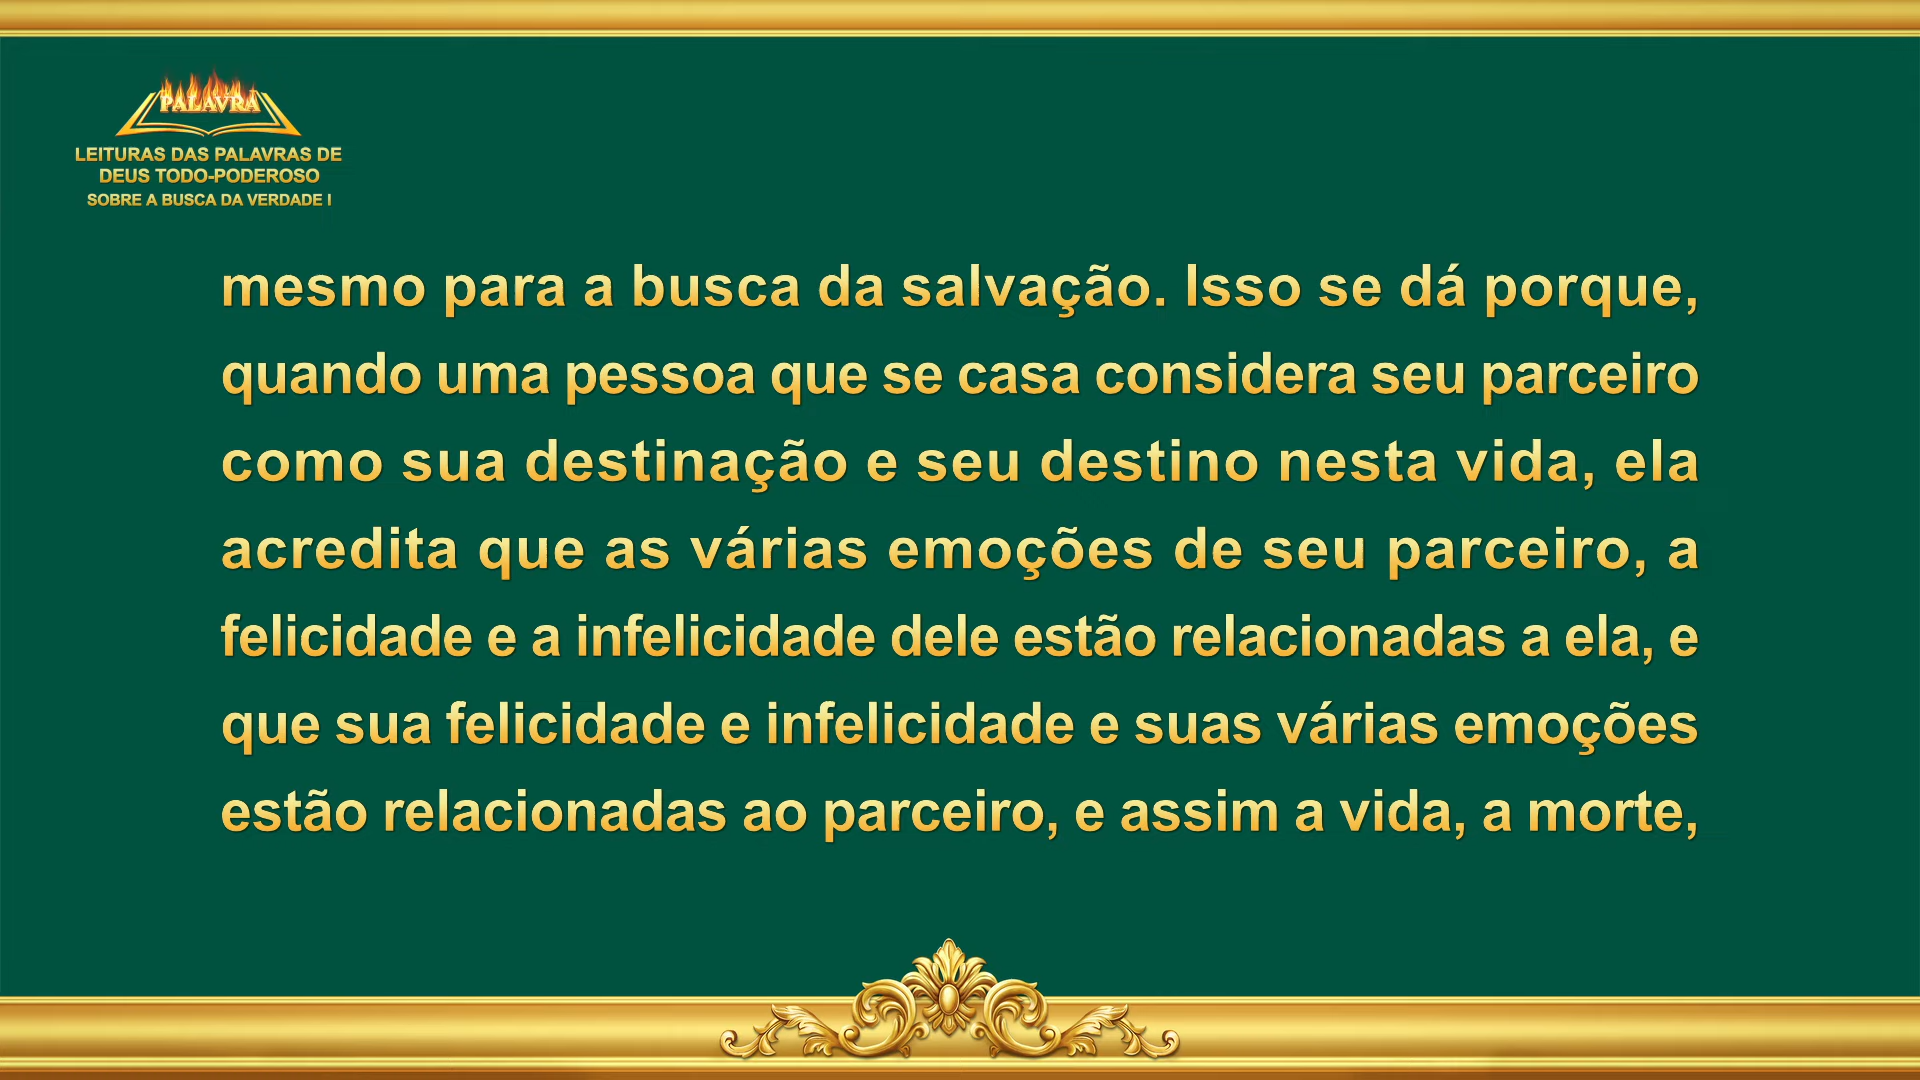 PALAVRA
LEITURAS DAS PALAVRAS DE
DEUS TODO-PODEROSO
SOBRE A BUSCA DA VERDADE I
mesmo para a busca da salvação. Isso se dá porque,
quando uma pessoa que se casa considera seu parceiro
como sua destinação e seu destino nesta vida, ela
acredita que as várias emoções de seu parceiro, a
felicidade e a infelicidade dele estão relacionadas a ela, e
que sua felicidade e infelicidade e suas várias emoções
estão relacionadas ao parceiro, e assim a vida, a morte,